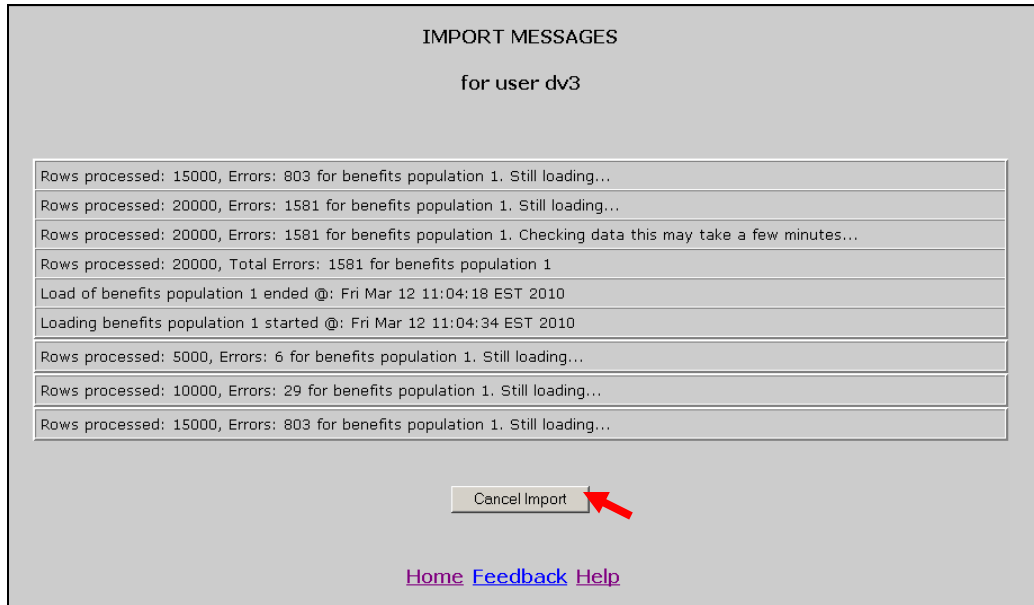 IMPORT MESSAGES
for user dv3
Rows processed: 15000, Errors: 803 for benefits population 1. Still loading...
Rows processed: 20000, Errors: 1581 for benefits population 1. Still loading...
Rows processed: 20000, Errors: 1581 for benefits population 1. Checking data this may take a few minutes...
Rows processed: 20000, Total Errors: 1581 for benefits population 1
Load of benefits population 1 ended @: Fri Mar 12 11:04:18 EST 2010
Loading benefits population 1 started @: Fri Mar 12 11:04:34 EST 2010
Rows processed: 5000, Errors: 6 for benefits population 1. Still loading...
Rows processed: 10000, Errors: 29 for benefits population 1. Still loading...
Rows processed: 15000, Errors: 803 for benefits population 1. Still loading...
Cancel Import
Home Feedback Help